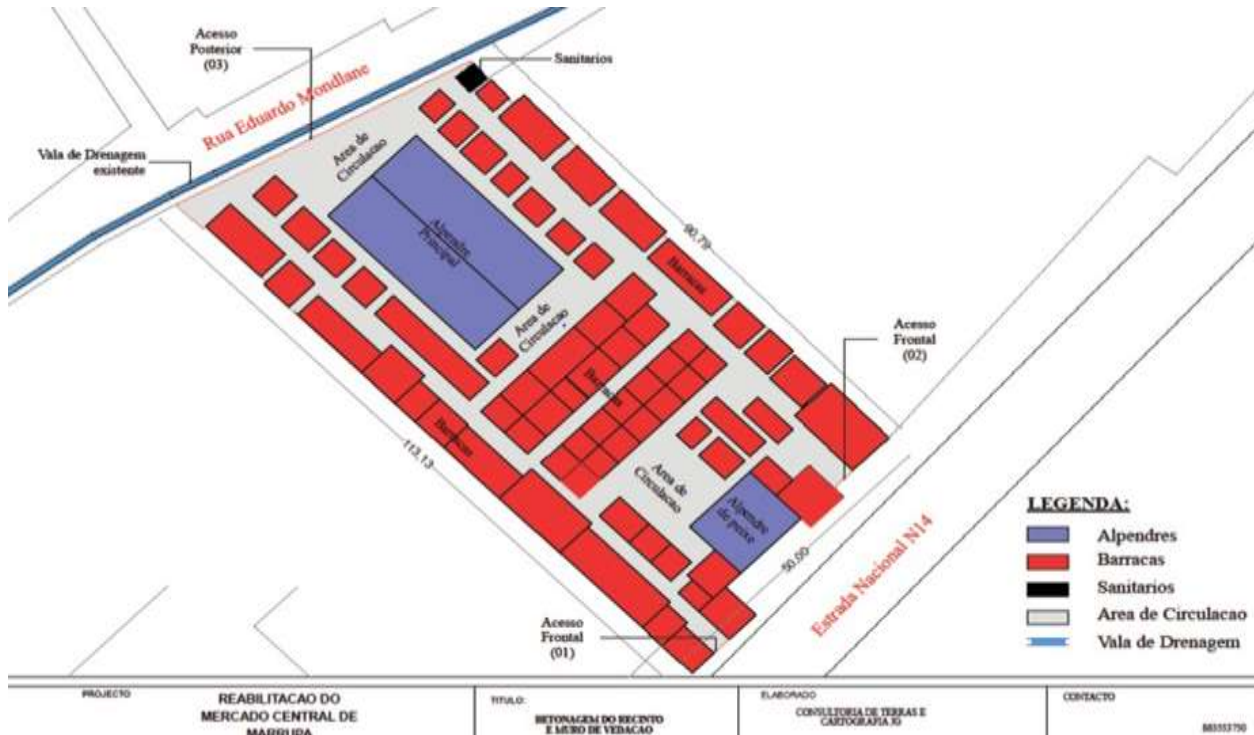 Acesso
Posterior
(03)
Sanitarios
Rua Eduardo Mondlane
Vala de Drenagem
existente
Area de
Circulacao
Alpendre
Principal
90,79
Barracas
Area de
Circulacao
Acesso
Frontal
(02)
Barracas
Barracas
113,13
Area de
Circulacao
Alpendre
de peixe
50,00
Estrada Nacional N14
Acesso
Frontal
(01)
LEGENDA:
Alpendres
Barracas
Sanitarios
Area de Circulacao
Vala de Drenagem
PROJECTO
REABILITACAO DO
MERCADO CENTRAL DE
MARRUPA
TITULO:
BETONAGEM DO RECINTO
E MURO DE VEDACAO
ELABORADO
CONSULTORIA DE TERRAS E
CARTOGRAFIA
CONTACTO